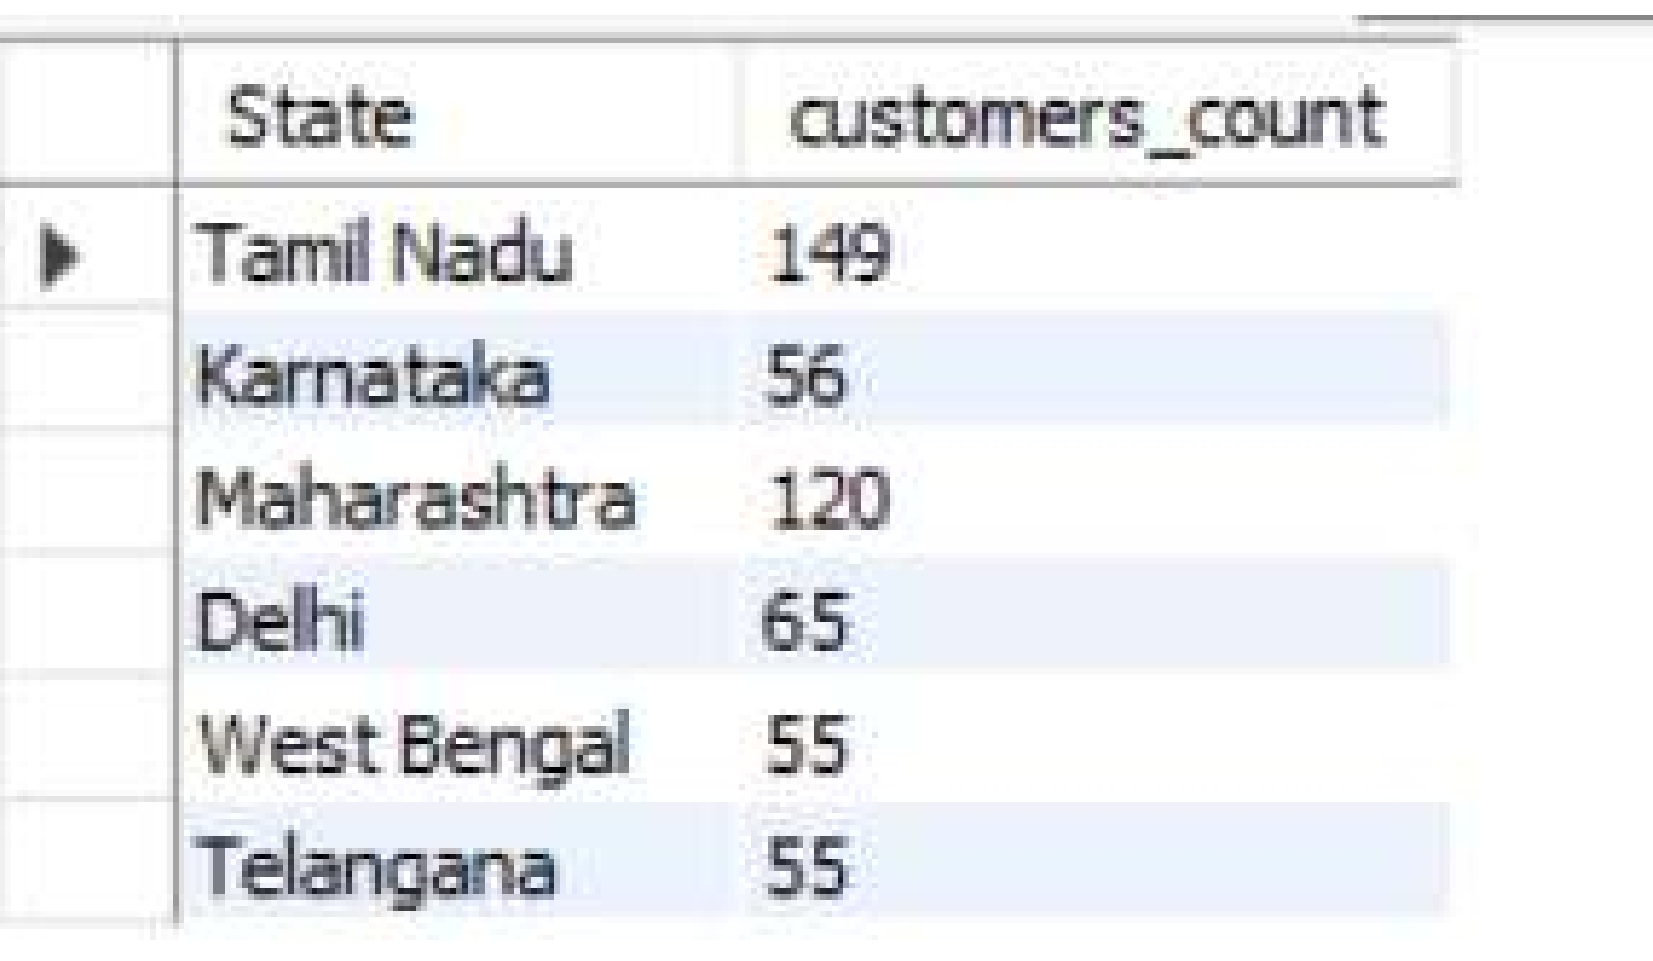 State customers_count
Tamil Nadu 149
Karnataka 56
Maharashtra 120
Delhi 65
West Bengal 55
Telangana 55